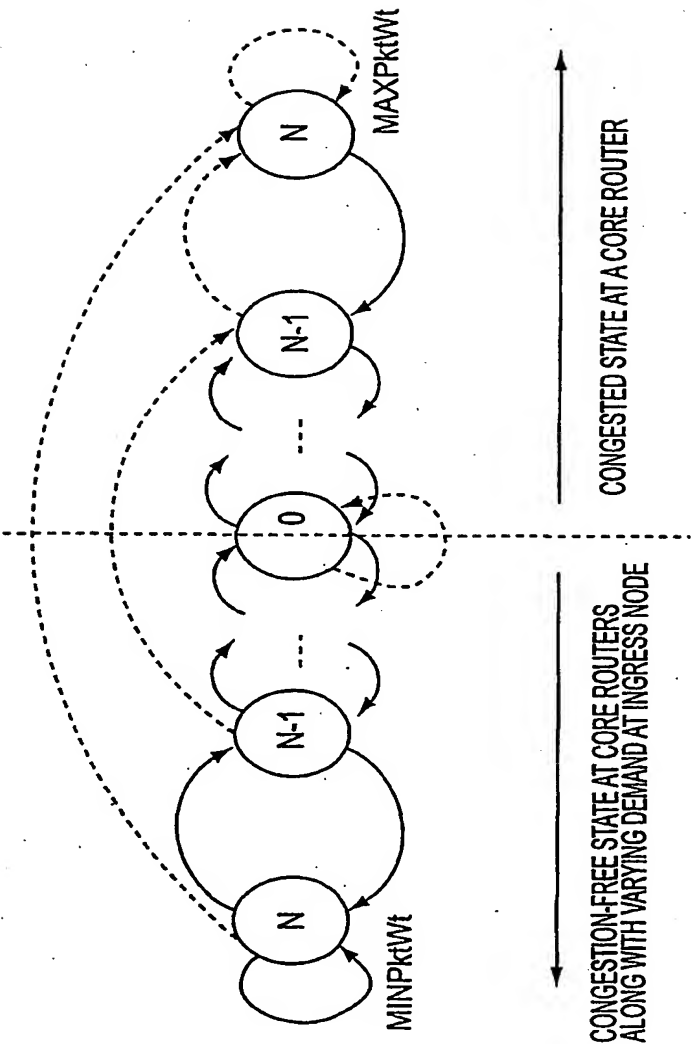 N
N-1
---
0
---
N-1
N
MINPktWt
MAXPktWt
CONGESTION-FREE STATE AT CORE ROUTERS
ALONG WITH VARYING DEMAND AT INGRESS NODE
CONGESTED STATE AT A CORE ROUTER